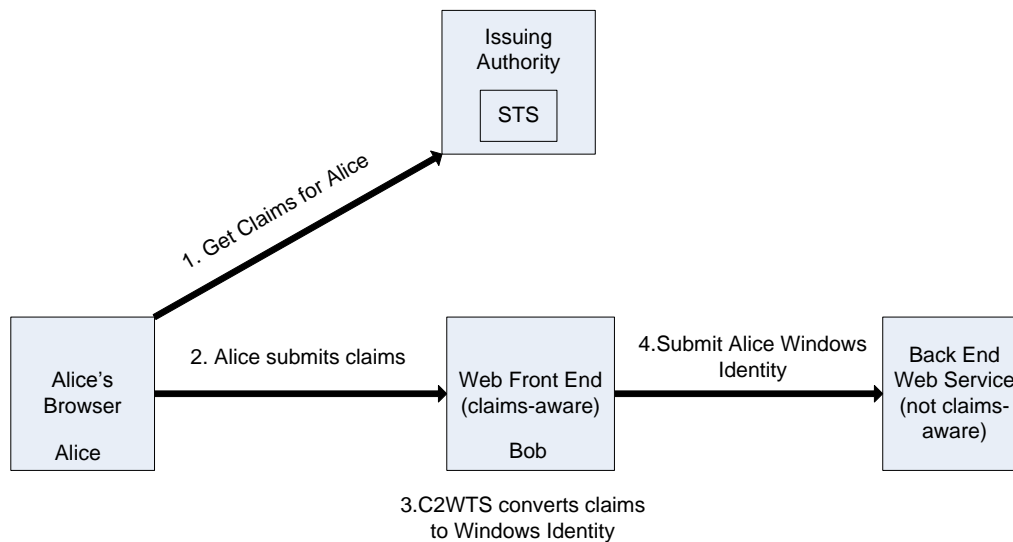 Issuing
Authority
STS
1. Get Claims for Alice
2. Alice submits claims
4.Submit Alice Windows
Identity
Alice's
Browser
Alice
Web Front End
(claims-aware)
Bob
Back End
Web Service
(not claims-
aware)
3.C2WTS converts claims
to Windows Identity